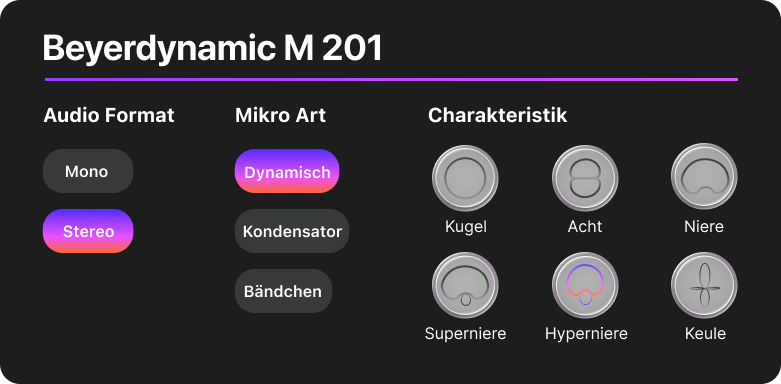 Beyerdynamic M 201
Audio Format
Mono
Stereo
Mikro Art
Dynamisch
Kondensator
Bändchen
Charakteristik
Kugel
Acht
Niere
Superniere
Hyperniere
Keule